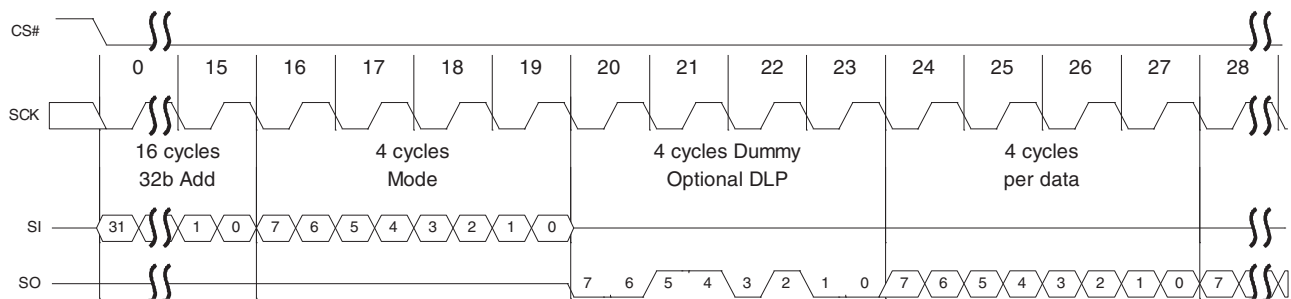 CS#
0 15 16 17 18 19 20 21 22 23 24 25 26 27 28
SCK
16 cycles 4 cycles 4 cycles Dummy 4 cycles
32b Add Mode Optional DLP per data
SI 31 1 0 7 6 5 4 3 2 1 0
SO 7 6 5 4 3 2 1 0 7 6 5 4 3 2 1 0 7